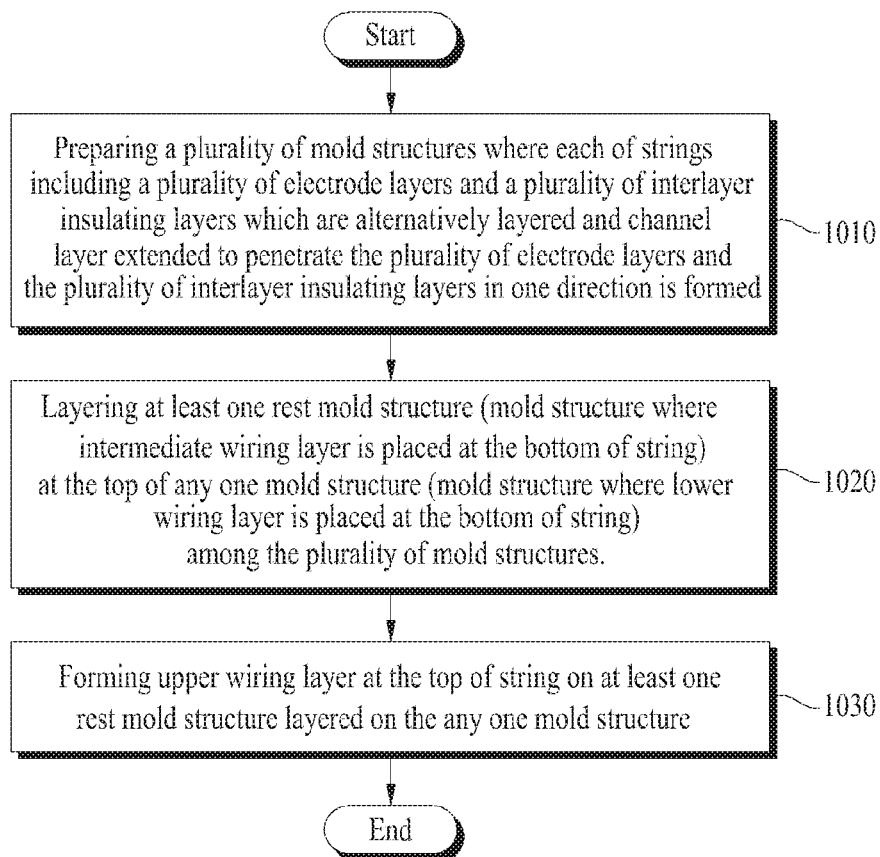 Start
Preparing a plurality of mold structures where each of strings
including a plurality of electrode layers and a plurality of interlayer
insulating layers which are alternatively layered and channel
layer extended to penetrate the plurality of electrode layers and
the plurality of interlayer insulating layers in one direction is formed
1010
Layering at least one rest mold structure (mold structure where
intermediate wiring layer is placed at the bottom of string)
at the top of any one mold structure (mold structure where lower
wiring layer is placed at the bottom of string)
among the plurality of mold structures.
1020
Forming upper wiring layer at the top of string on at least one
rest mold structure layered on the any one mold structure
1030
End